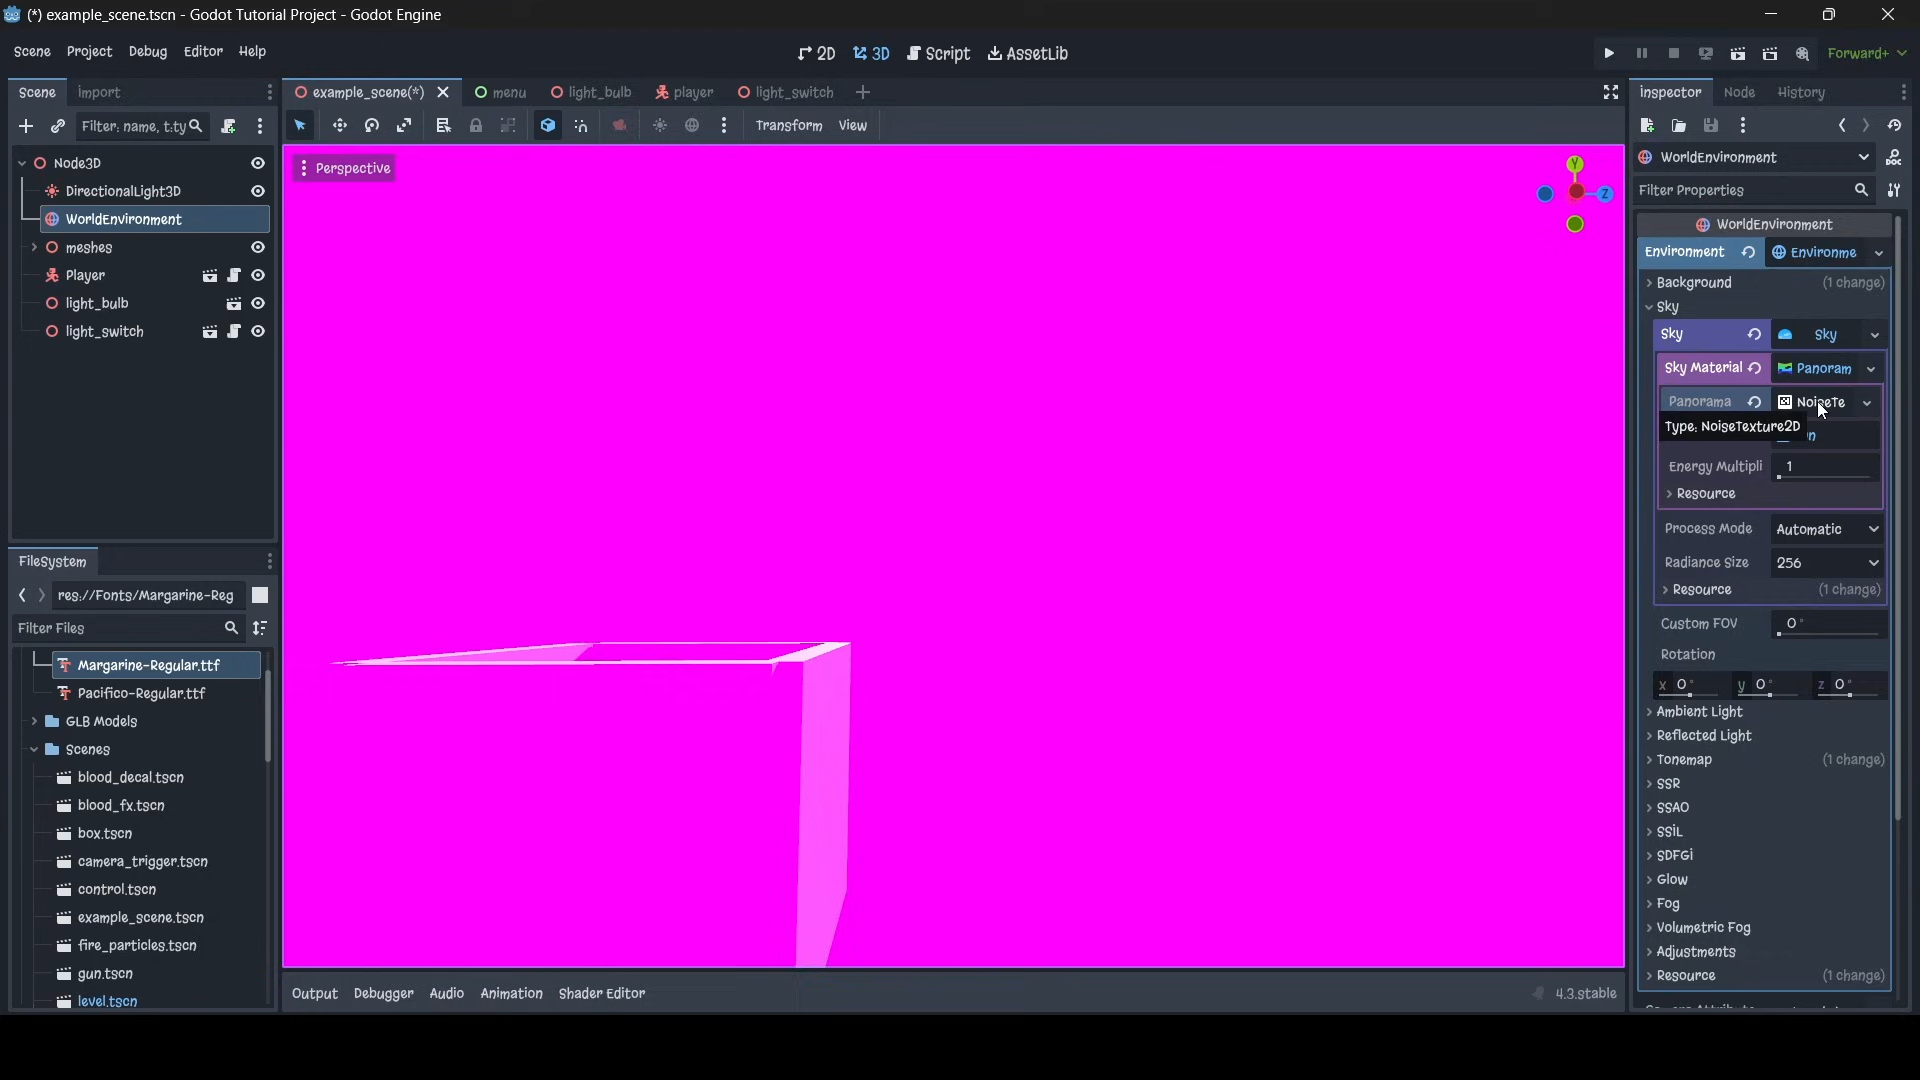 (*) example_scene.tscn - Godot Tutorial Project - Godot Engine
Scene Project Debug Editor Help
2D 3D Script AssetLib
Forward+
Scene Import
example_scene(*) menu light_bulb player light_switch
Inspector Node History
Filter: name, t:ty
Transform View
WorldEnvironment
Filter Properties
Node3D
DirectionalLight3D
WorldEnvironment
meshes
Player
light_bulb
light_switch
Perspective
Y
Z
WorldEnvironment
Environment Environme
Background (1 change)
Sky
Sky Sky
Sky Material Panoram
Panorama NoiseTe
Type: NoiseTexture2D
Energy Multipli 1
Resource
Process Mode Automatic
Radiance Size 256
Resource (1 change)
Custom FOV 0°
Rotation
x 0° y 0° z 0°
Ambient Light
Reflected Light
Tonemap (1 change)
SSR
SSAO
SSIL
SDFGI
Glow
Fog
Volumetric Fog
Adjustments
Resource (1 change)
FileSystem
res://Fonts/Margarine-Reg
Filter Files
Margarine-Regular.ttf
Pacifico-Regular.ttf
GLB Models
Scenes
blood_decal.tscn
blood_fx.tscn
box.tscn
camera_trigger.tscn
control.tscn
example_scene.tscn
fire_particles.tscn
gun.tscn
level.tscn
Output Debugger Audio Animation Shader Editor
4.3.stable